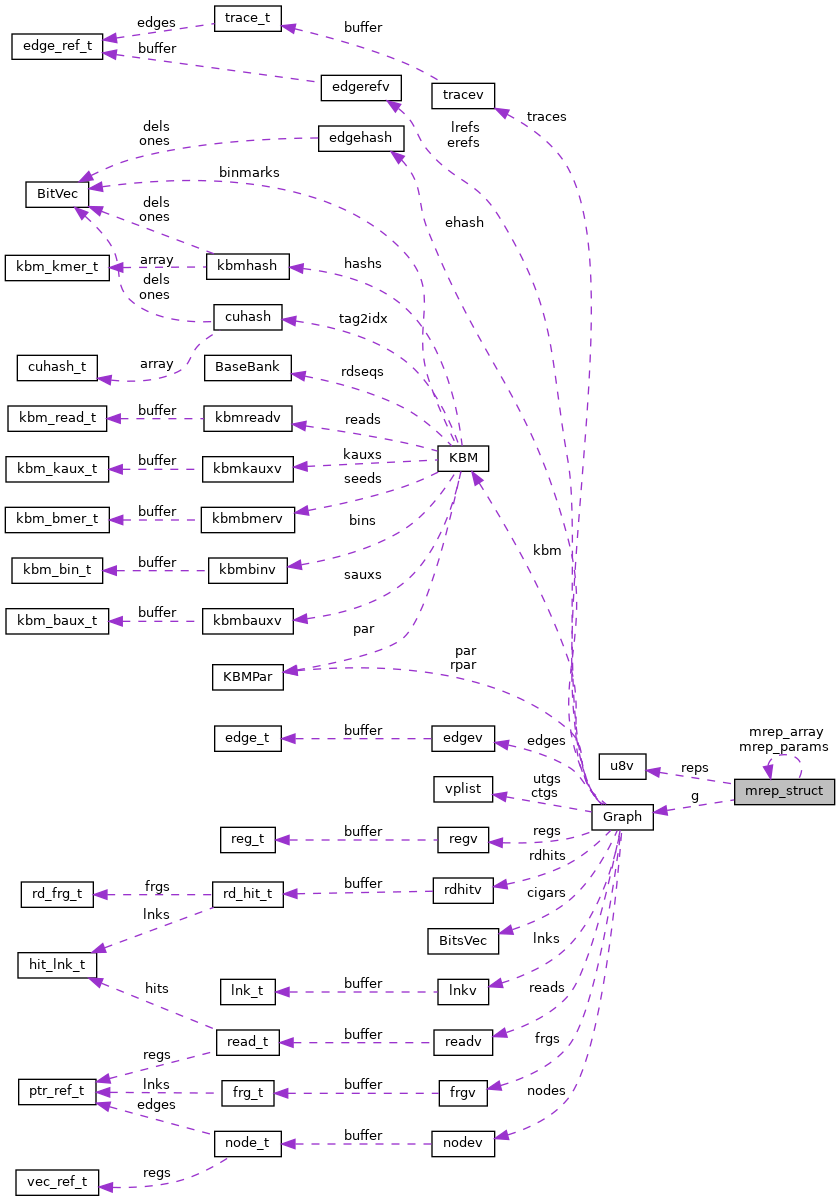 trace_t
edges
buffer
edge_ref_t
buffer
edgerefv
tracev
traces
lrefs
erefs
dels
ones
edgehash
binmarks
BitVec
dels
ones
ehash
kbm_kmer_t
array
kbmhash
hashs
dels
ones
cuhash
tag2idx
cuhash_t
array
BaseBank
rdseqs
kbm_read_t
buffer
kbmreadv
reads
KBM
kauxs
kbm_kaux_t
buffer
kbmkauxv
seeds
kbm_bmer_t
buffer
kbmbmerv
bins
kbm
kbm_bin_t
buffer
kbmbinv
sauxs
kbm_baux_t
buffer
kbmbauxv
par
par
rpar
KBMPar
edge_t
buffer
edgev
edges
mrep_array
mrep_params
u8v
reps
mrep_struct
utgs
ctgs
vplist
g
Graph
reg_t
buffer
regv
regs
rdhits
rd_frg_t
frgs
rd_hit_t
buffer
rdhitv
cigars
lnks
BitsVec
lnks
hit_lnk_t
hits
lnk_t
buffer
lnkv
reads
read_t
buffer
readv
frgs
regs
ptr_ref_t
lnks
frg_t
buffer
frgv
nodes
edges
node_t
buffer
nodev
regs
vec_ref_t